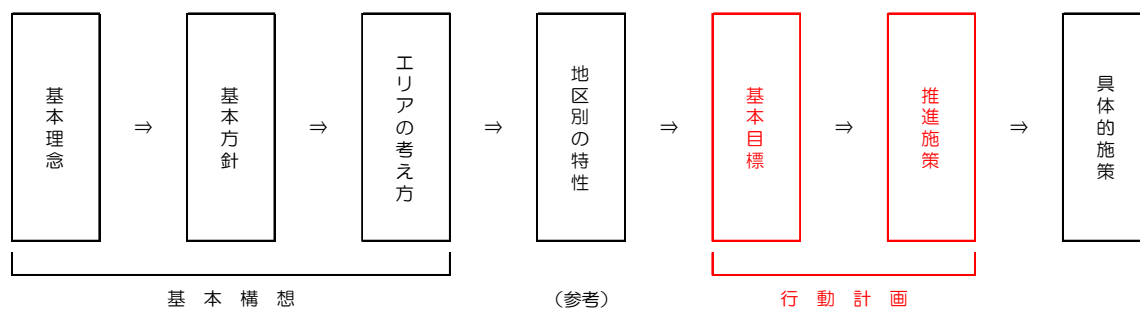 基本理念
⇒
基本方針
⇒
エリアの考え方
⇒
地区別の特性
⇒
基本目標
⇒
推進施策
⇒
具体的施策
基本構想
（参考）
行動計画